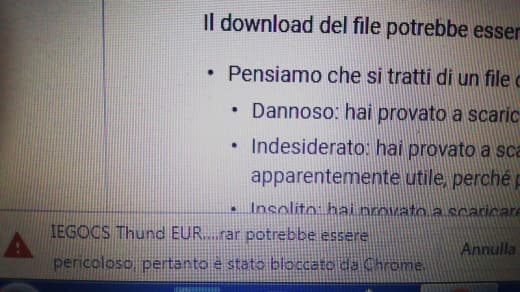 Il download del file potrebbe esser
• Pensiamo che si tratti di un file
• Dannoso: hai provato a scaric
• Indesiderato: hai provato a sca
apparentemente utile, perché
• Insolito: hai provato a scaricare
IEGOCS Thund EUR....rar potrebbe essere
pericoloso, pertanto è stato bloccato da Chrome.
Annulla